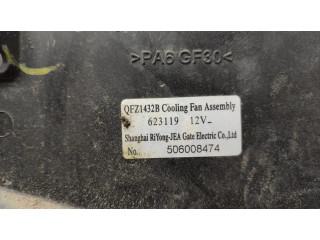 >PA6 GF30<
QFZ1432B Cooling Fan Assembly
623119 12V⎓
Shanghai RiYong-JEA Gate Electric Co.,Ltd
No. 506008474